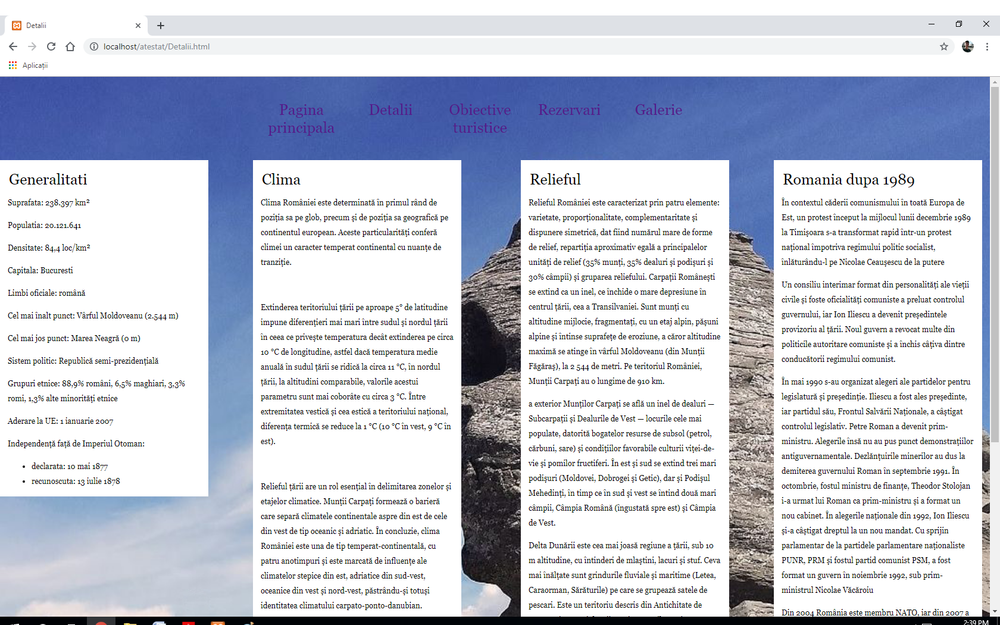 Detalii
localhost/atestat/Detalii.html
Aplicații
Pagina
principala
Detalii
Obiective
turistice
Rezervari
Galerie
Generalitati
Suprafata: 238.397 km²
Populatia: 20.121.641
Densitate: 84,4 loc/km²
Capitala: Bucuresti
Limbi oficiale: română
Cel mai înalt punct: Vârful Moldoveanu (2.544 m)
Cel mai jos punct: Marea Neagră (0 m)
Sistem politic: Republică semi-prezidențială
Grupuri etnice: 88,9% români, 6,5% maghiari, 3,3%
romi, 1,3% alte minorități etnice
Aderare la UE: 1 ianuarie 2007
Independență față de Imperiul Otoman:
• declarata: 10 mai 1877
• recunoscuta: 13 iulie 1878
Clima
Clima României este determinată în primul rând de
poziția sa pe glob, precum și de poziția sa geografică pe
continentul european. Aceste particularități conferă
climei un caracter temperat continental cu nuanțe de
tranziție.
Extinderea teritoriului țării pe aproape 5° de latitudine
impune diferențieri mai mari între sudul și nordul țării
în ceea ce privește temperatura decât extinderea pe circa
10 °C de longitudine, astfel dacă temperatura medie
anuală în sudul țării se ridică la circa 11 °C, în nordul
țării, la altitudini comparabile, valorile acestui
parametru sunt mai coborâte cu circa 3 °C. Între
extremitatea vestică și cea estică a teritoriului național,
diferența termică se reduce la 1 °C (10 °C în vest, 9 °C în
est).
Relieful țării are un rol esențial în delimitarea zonelor și
etajelor climatice. Munții Carpați formează o barieră
care separă climatele continentale aspre din est de cele
din vest de tip oceanic și adriatic. În concluzie, clima
României este una de tip temperat-continentală, cu
patru anotimpuri și este marcată de influențe ale
climatelor stepice din est, adriatice din sud-vest,
oceanice din vest și nord-vest, păstrându-și totuși
identitatea climatului carpato-ponto-danubian.
Relieful
Relieful României este caracterizat prin patru elemente:
varietate, proporționalitate, complementaritate și
dispunere simetrică, dat fiind numărul mare de forme
de relief, repartiția aproximativ egală a principalelor
unități de relief (35% munți, 35% dealuri și podișuri și
30% câmpii) și gruparea reliefului. Carpații Românești
se extind ca un inel, ce închide o mare depresiune în
centrul țării, cea a Transilvaniei. Sunt munți cu
altitudine mijlocie, fragmentați, cu un etaj alpin, pășuni
alpine și întinse suprafețe de eroziune, a căror altitudine
maximă se atinge în vârful Moldoveanu (din Munții
Făgăraș), la 2 544 de metri. Pe teritoriul României,
Munții Carpați au o lungime de 910 km.
a exterior Munților Carpați se află un inel de dealuri —
Subcarpații și Dealurile de Vest — locurile cele mai
populate, datorită bogatelor resurse de subsol (petrol,
cărbuni, sare) și condițiilor favorabile culturii viței-de-
vie și pomilor fructiferi. În est și sud se extind trei mari
podișuri (Moldovei, Dobrogei și Getic), dar și Podișul
Mehedinți, în timp ce în sud și vest se întind două mari
câmpii, Câmpia Română (îngustată spre est) și Câmpia
de Vest.
Delta Dunării este cea mai joasă regiune a țării, sub 10
m altitudine, cu întinderi de mlaștini, lacuri și stuf. Ceva
mai înălțate sunt grindurile fluviale și maritime (Letea,
Caraorman, Sărăturile) pe care se grupează satele de
pescari. Este un teritoriu descris din Antichitate de
Romania dupa 1989
În contextul căderii comunismului în toată Europa de
Est, un protest început la mijlocul lunii decembrie 1989
la Timișoara s-a transformat rapid într-un protest
național împotriva regimului politic socialist,
înlăturându-l pe Nicolae Ceaușescu de la putere
Un consiliu interimar format din personalități ale vieții
civile și foste oficialități comuniste a preluat controlul
guvernului, iar Ion Iliescu a devenit președintele
provizoriu al țării. Noul guvern a revocat multe din
politicile autoritare comuniste și a închis câțiva dintre
conducătorii regimului comunist.
În mai 1990 s-au organizat alegeri ale partidelor pentru
legislatură și președinție. Iliescu a fost ales președinte,
iar partidul său, Frontul Salvării Naționale, a câștigat
controlul legislativ. Petre Roman a devenit prim-
ministru. Alegerile însă nu au pus punct demonstrațiilor
antiguvernamentale. Dezlănțuirile minerilor au dus la
demiterea guvernului Roman în septembrie 1991. În
octombrie, fostul ministru de finanțe, Theodor Stolojan
i-a urmat lui Roman ca prim-ministru și a format un
nou cabinet. În alegerile naționale din 1992, Ion Iliescu
și-a câștigat dreptul la un nou mandat. Cu sprijin
parlamentar de la partidele parlamentare naționaliste
PUNR, PRM și fostul partid comunist PSM, a fost
format un guvern în noiembrie 1992, sub prim-
ministrul Nicolae Văcăroiu
Din 2004 România este membru NATO, iar din 2007 a
2:39 PM